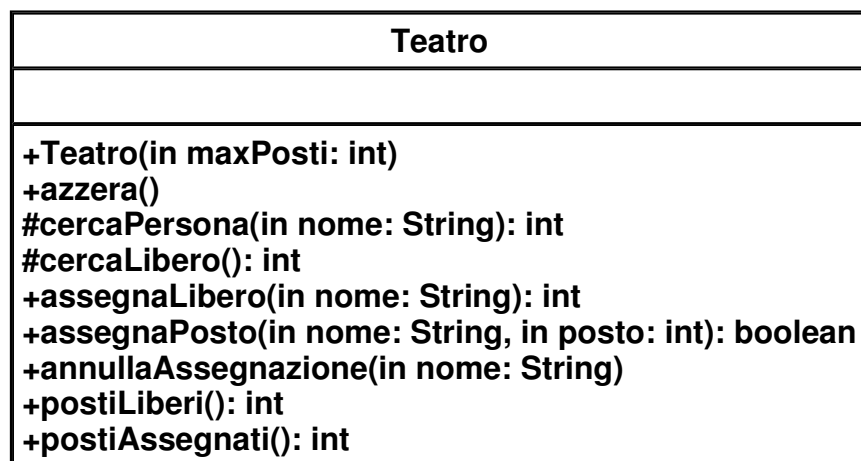 Teatro
+Teatro(in maxPosti: int)
+azzera()
#cercaPersona(in nome: String): int
#cercaLibero(): int
+assegnaLibero(in nome: String): int
+assegnaPosto(in nome: String, in posto: int): boolean
+annullaAssegnazione(in nome: String)
+postiLiberi(): int
+postiAssegnati(): int